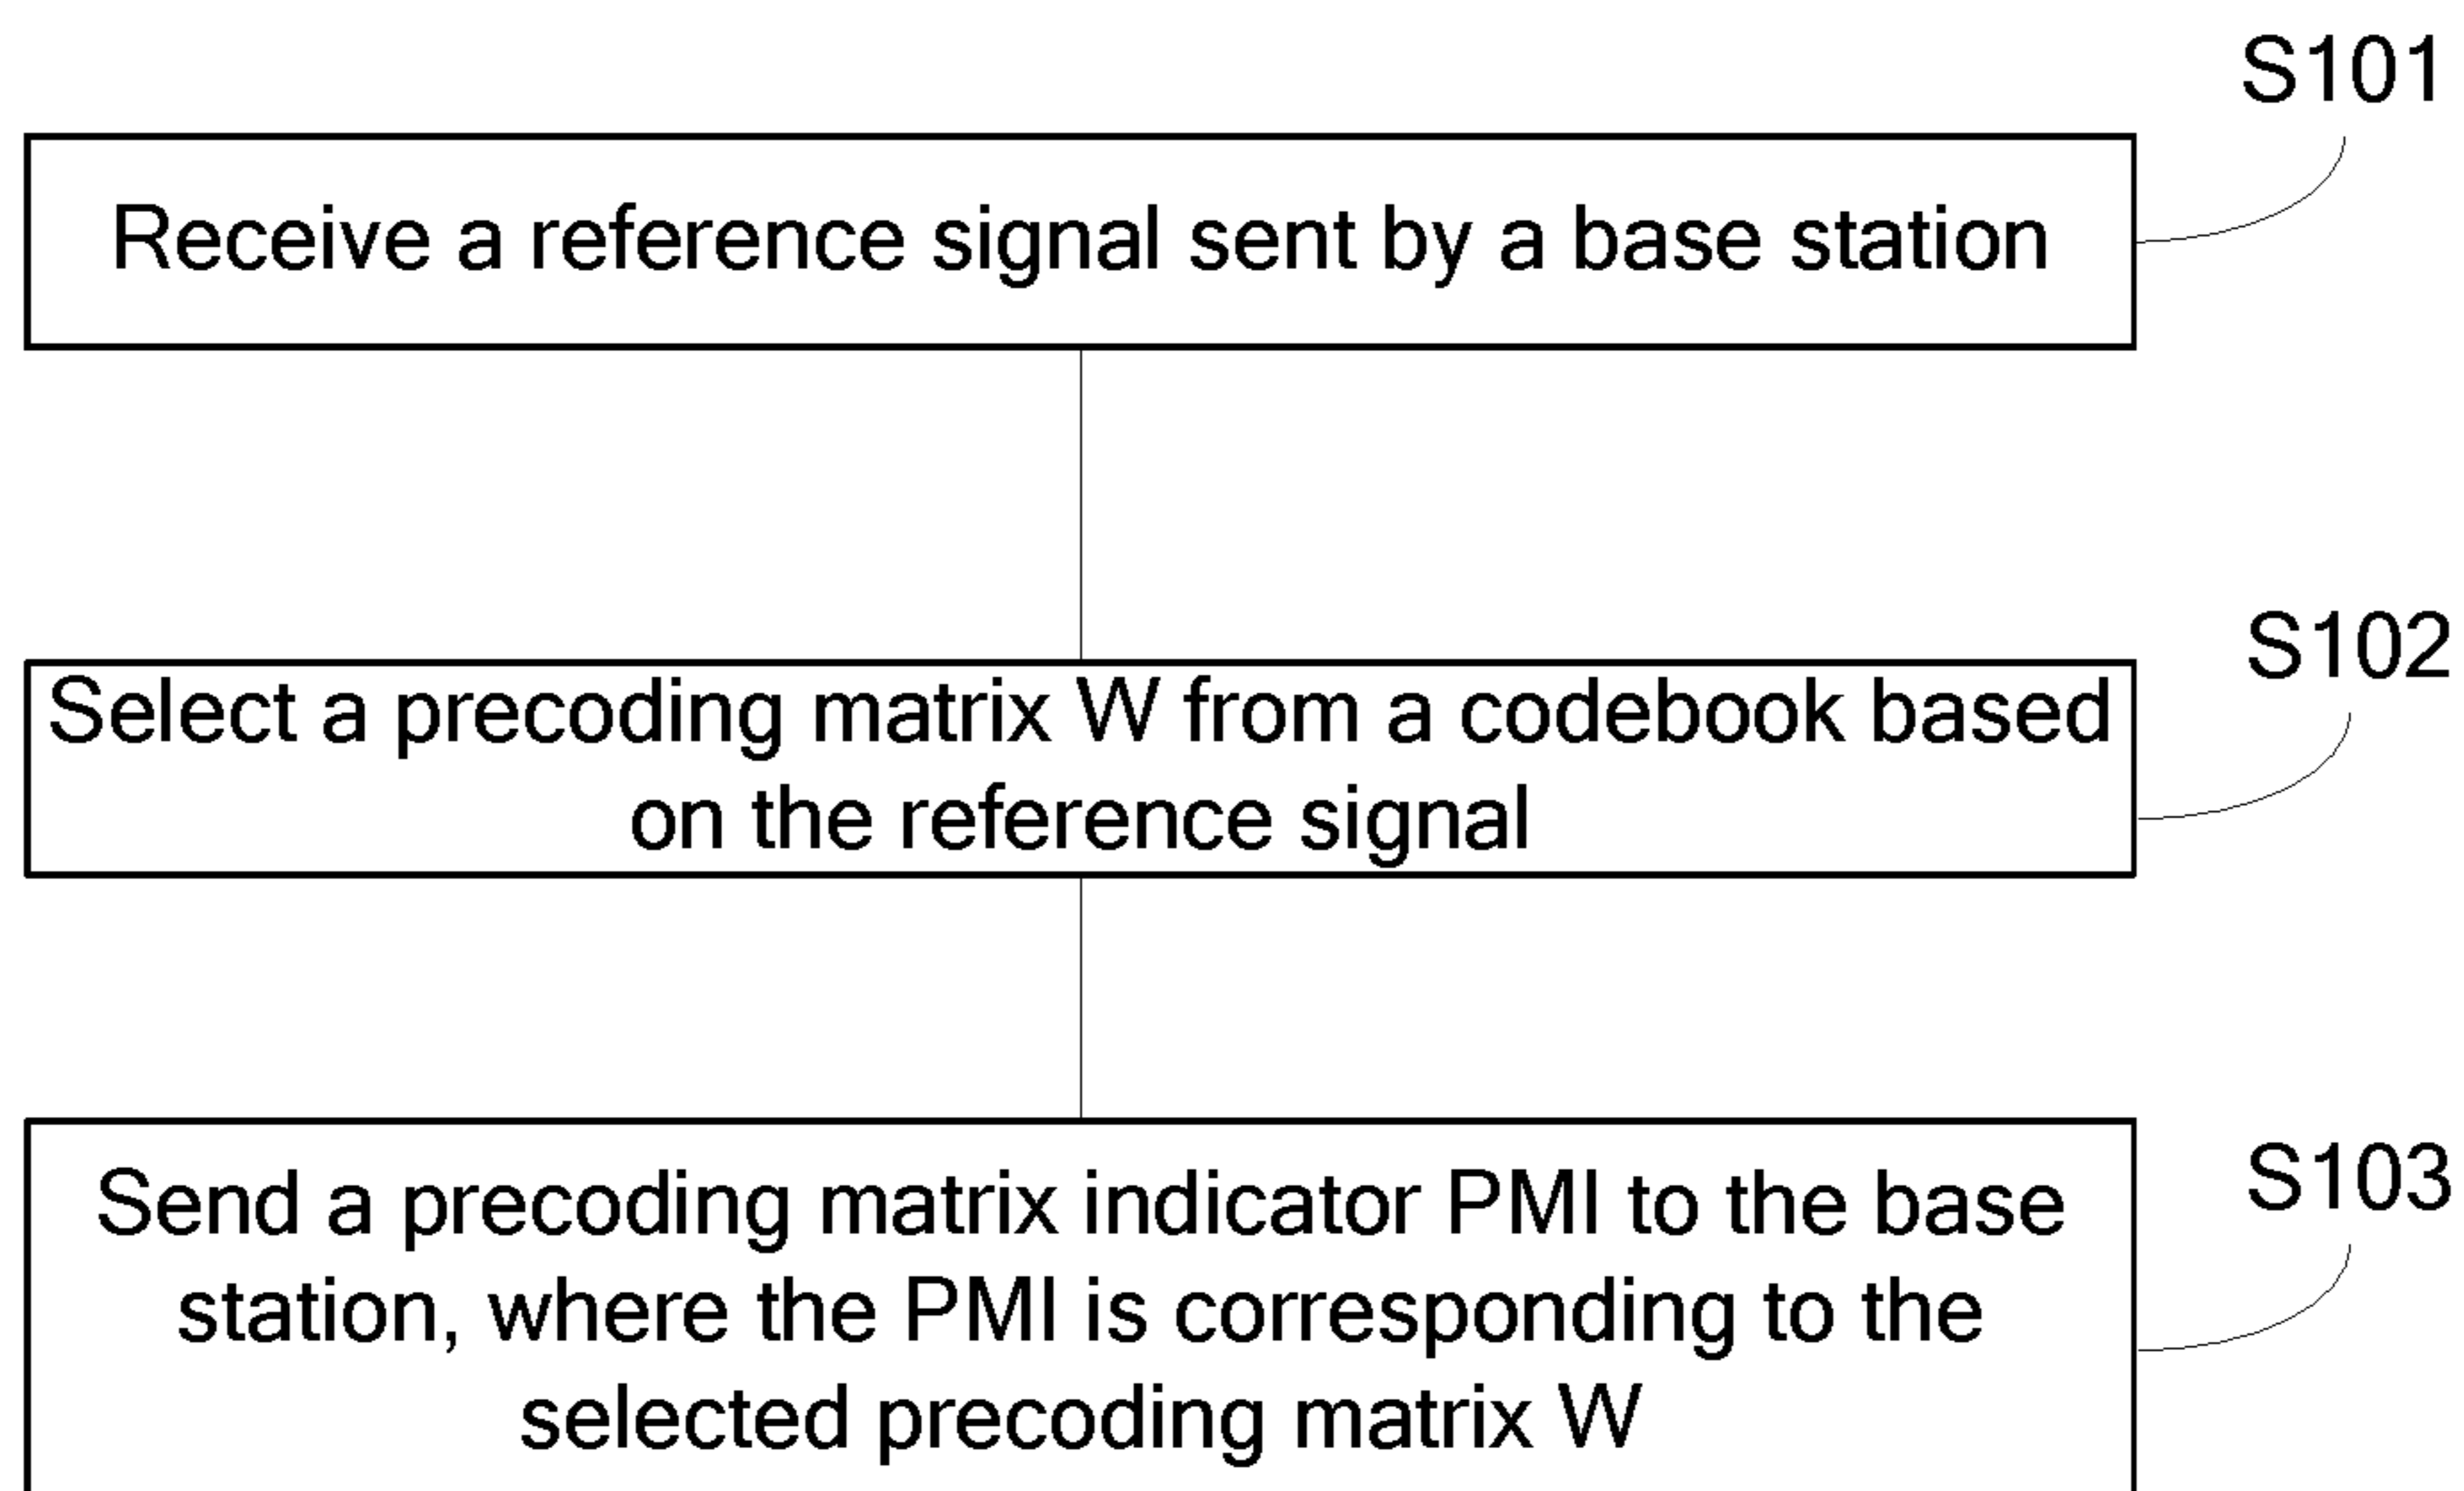 S101
Receive a reference signal sent by a base station
S102
Select a precoding matrix W from a codebook based
on the reference signal
S103
Send a precoding matrix indicator PMI to the base
station, where the PMI is corresponding to the
selected precoding matrix W